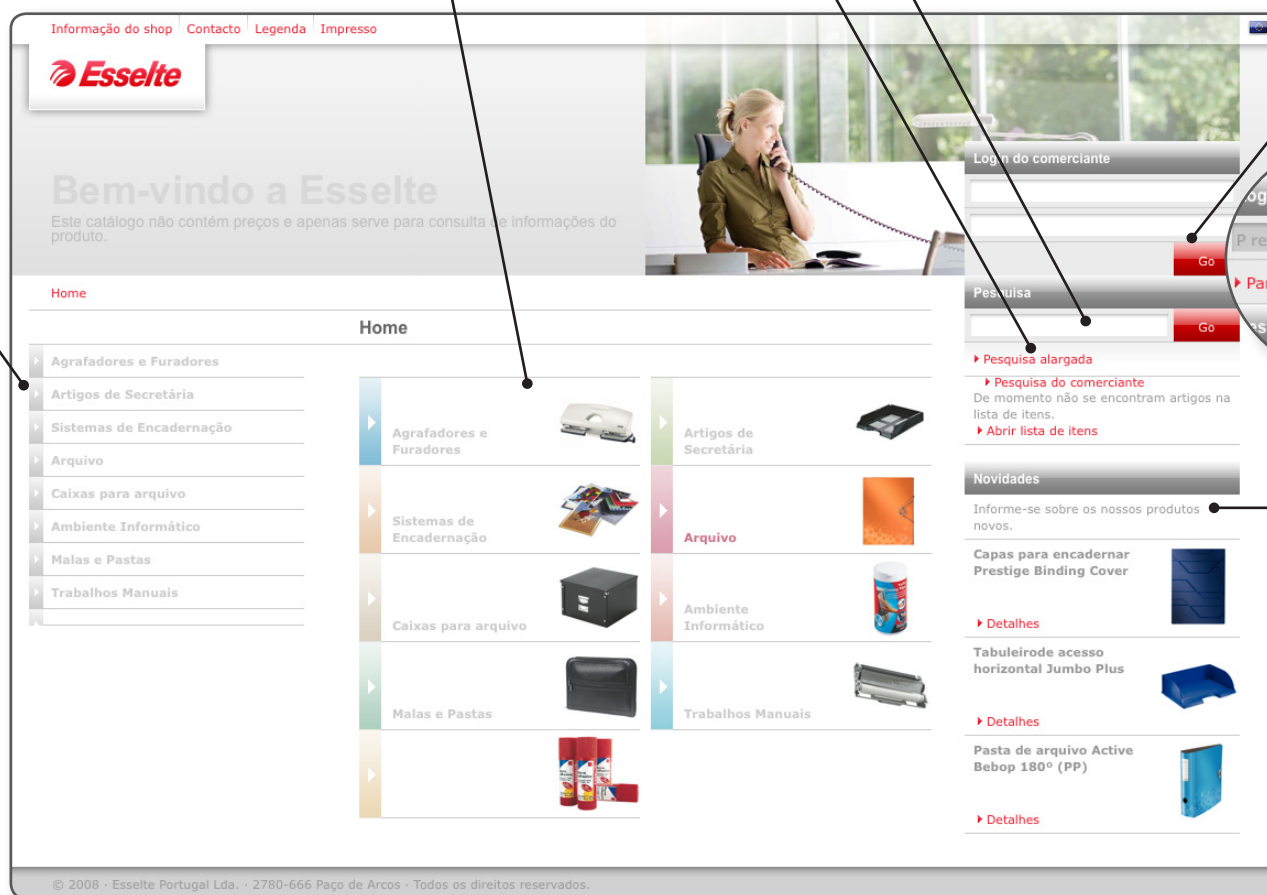 Informação do shop Contacto Legenda Impresso
Esselte
Bem-vindo a Esselte
Este catálogo não contém preços e apenas serve para consulta de informações do
produto.
Login do comerciante
Go
Home
Pesquisa
Go
Pesquisa alargada
Pesquisa do comerciante
De momento não se encontram artigos na
lista de itens.
Abrir lista de itens
Home
Agrafadores e Furadores
Artigos de Secretária
Sistemas de Encadernação
Arquivo
Caixas para arquivo
Ambiente Informático
Malas e Pastas
Trabalhos Manuais
Agrafadores e
Furadores
Artigos de
Secretária
Sistemas de
Encadernação
Arquivo
Caixas para arquivo
Ambiente
Informático
Malas e Pastas
Trabalhos Manuais
Novidades
Informe-se sobre os nossos produtos
novos.
Capas para encadernar
Prestige Binding Cover
Detalhes
Tabuleirode acesso
horizontal Jumbo Plus
Detalhes
Pasta de arquivo Active
Bebop 180º (PP)
Detalhes
© 2008 · Esselte Portugal Lda. · 2780-666 Paço de Arcos · Todos os direitos reservados.